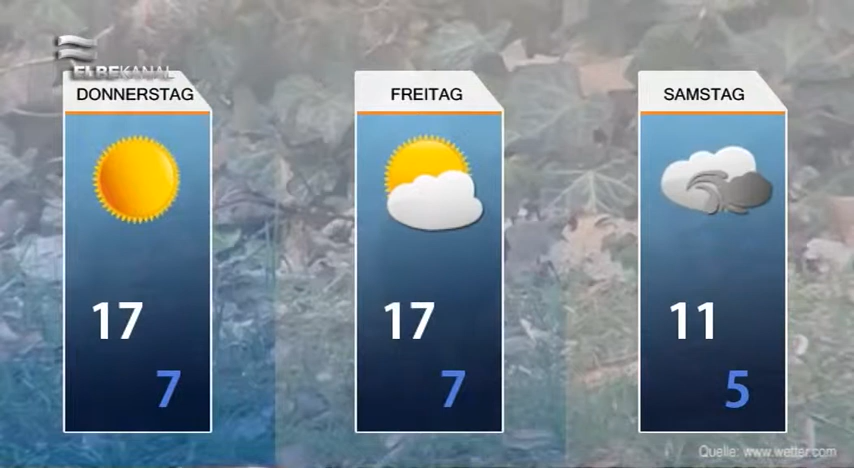 ELBEKANAL
DONNERSTAG
FREITAG
SAMSTAG
17
17
11
7
7
5
Quelle: www.wetter.com